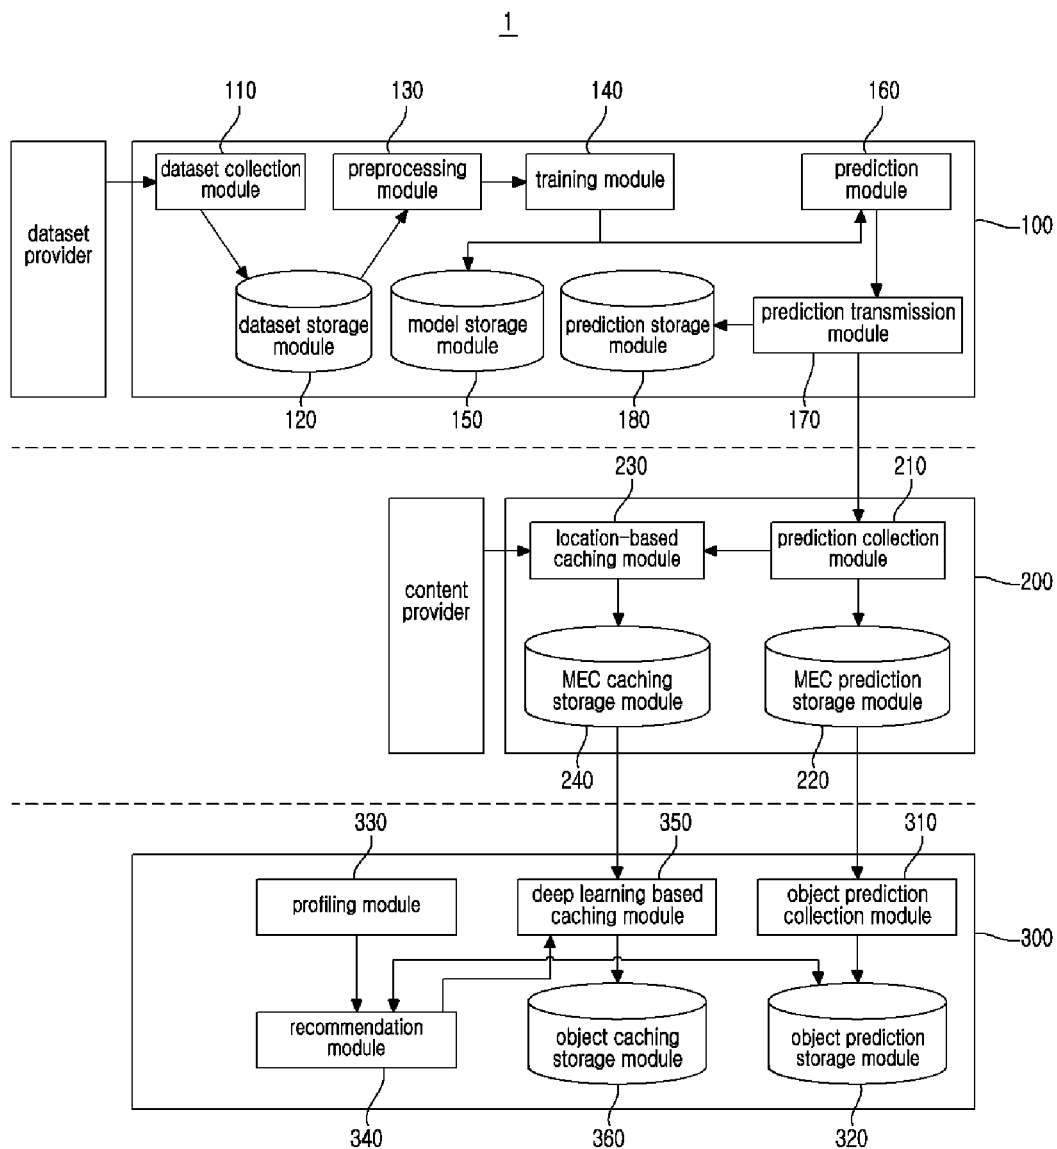 1
110
130
140
160
dataset collection
module
preprocessing
module
training module
prediction
module
100
dataset
provider
dataset storage
module
model storage
module
prediction storage
module
prediction transmission
module
120
150
180
170
230
210
location-based
caching module
prediction collection
module
200
content
provider
MEC caching
storage module
MEC prediction
storage module
240
220
330
350
310
profiling module
deep learning based
caching module
object prediction
collection module
300
recommendation
module
object caching
storage module
object prediction
storage module
340
360
320